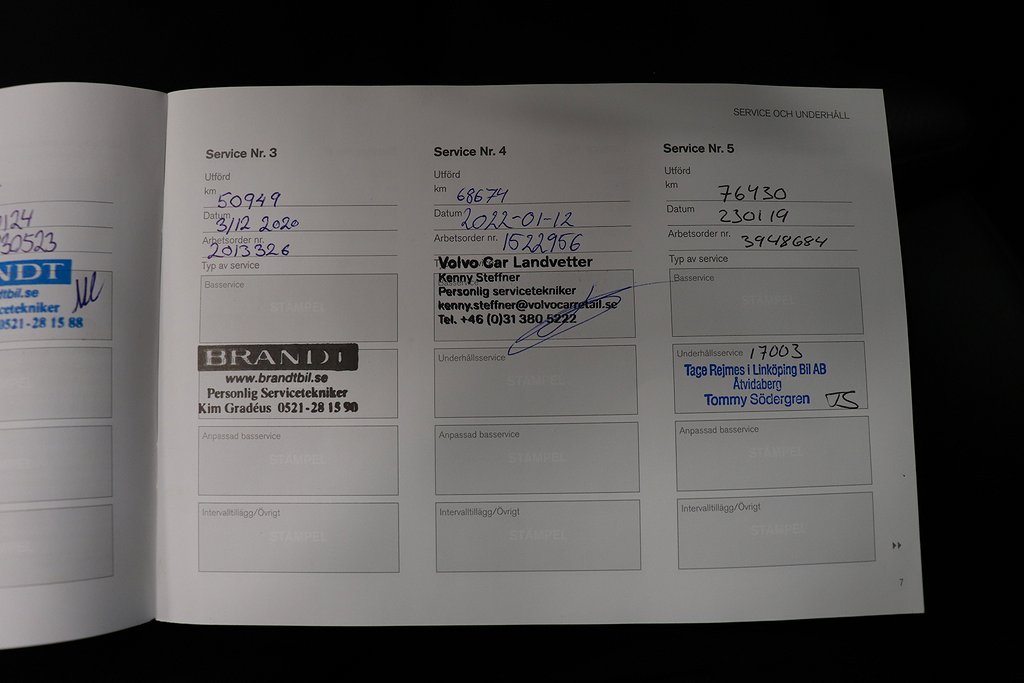 SERVICE OCH UNDERHÅLL
0124
30523
NDT
tbil.se
cetekniker
0521-28 15 88
Service Nr. 3
Utförd
km 50949
Datum 3/12 2020
Arbetsorder nr. 2013326
Typ av service
Basservice
STÄMPEL
BRANDT
www.brandtbil.se
Personlig Servicetekniker
Kim Gradéus 0521-28 15 90
Anpassad basservice
STÄMPEL
Intervalltillägg/Övrigt
STÄMPEL
Service Nr. 4
Utförd
km 68674
Datum 2022-01-12
Arbetsorder nr. 1522956
Volvo Car Landvetter
Kenny Steffner
Personlig servicetekniker
kenny.steffner@volvocarretail.se
Tel. +46 (0)31 380 5222
Underhållsservice
STÄMPEL
Anpassad basservice
STÄMPEL
Intervalltillägg/Övrigt
STÄMPEL
Service Nr. 5
Utförd
km 76430
Datum 230119
Arbetsorder nr. 3948684
Typ av service
Basservice
STÄMPEL
Underhållsservice 17003
Tage Rejmes i Linköping Bil AB
Åtvidaberg
Tommy Södergren TS
Anpassad basservice
STÄMPEL
Intervalltillägg/Övrigt
STÄMPEL
7